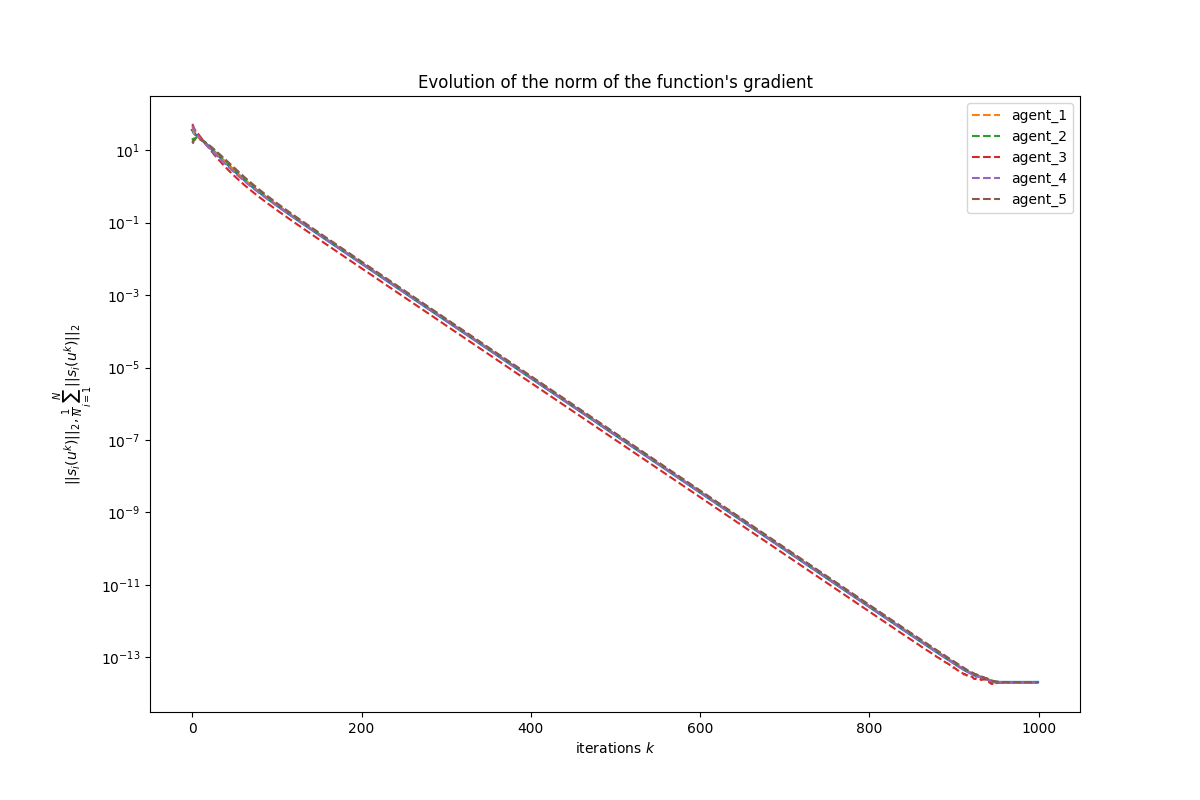 Evolution of the norm of the function's gradient
||s_i(u^k)||_2, \frac{1}{N} \sum_{i=1}^{N} ||s_i(u^k)||_2
10^1
10^{-1}
10^{-3}
10^{-5}
10^{-7}
10^{-9}
10^{-11}
10^{-13}
agent_1
agent_2
agent_3
agent_4
agent_5
0 200 400 600 800 1000
iterations k